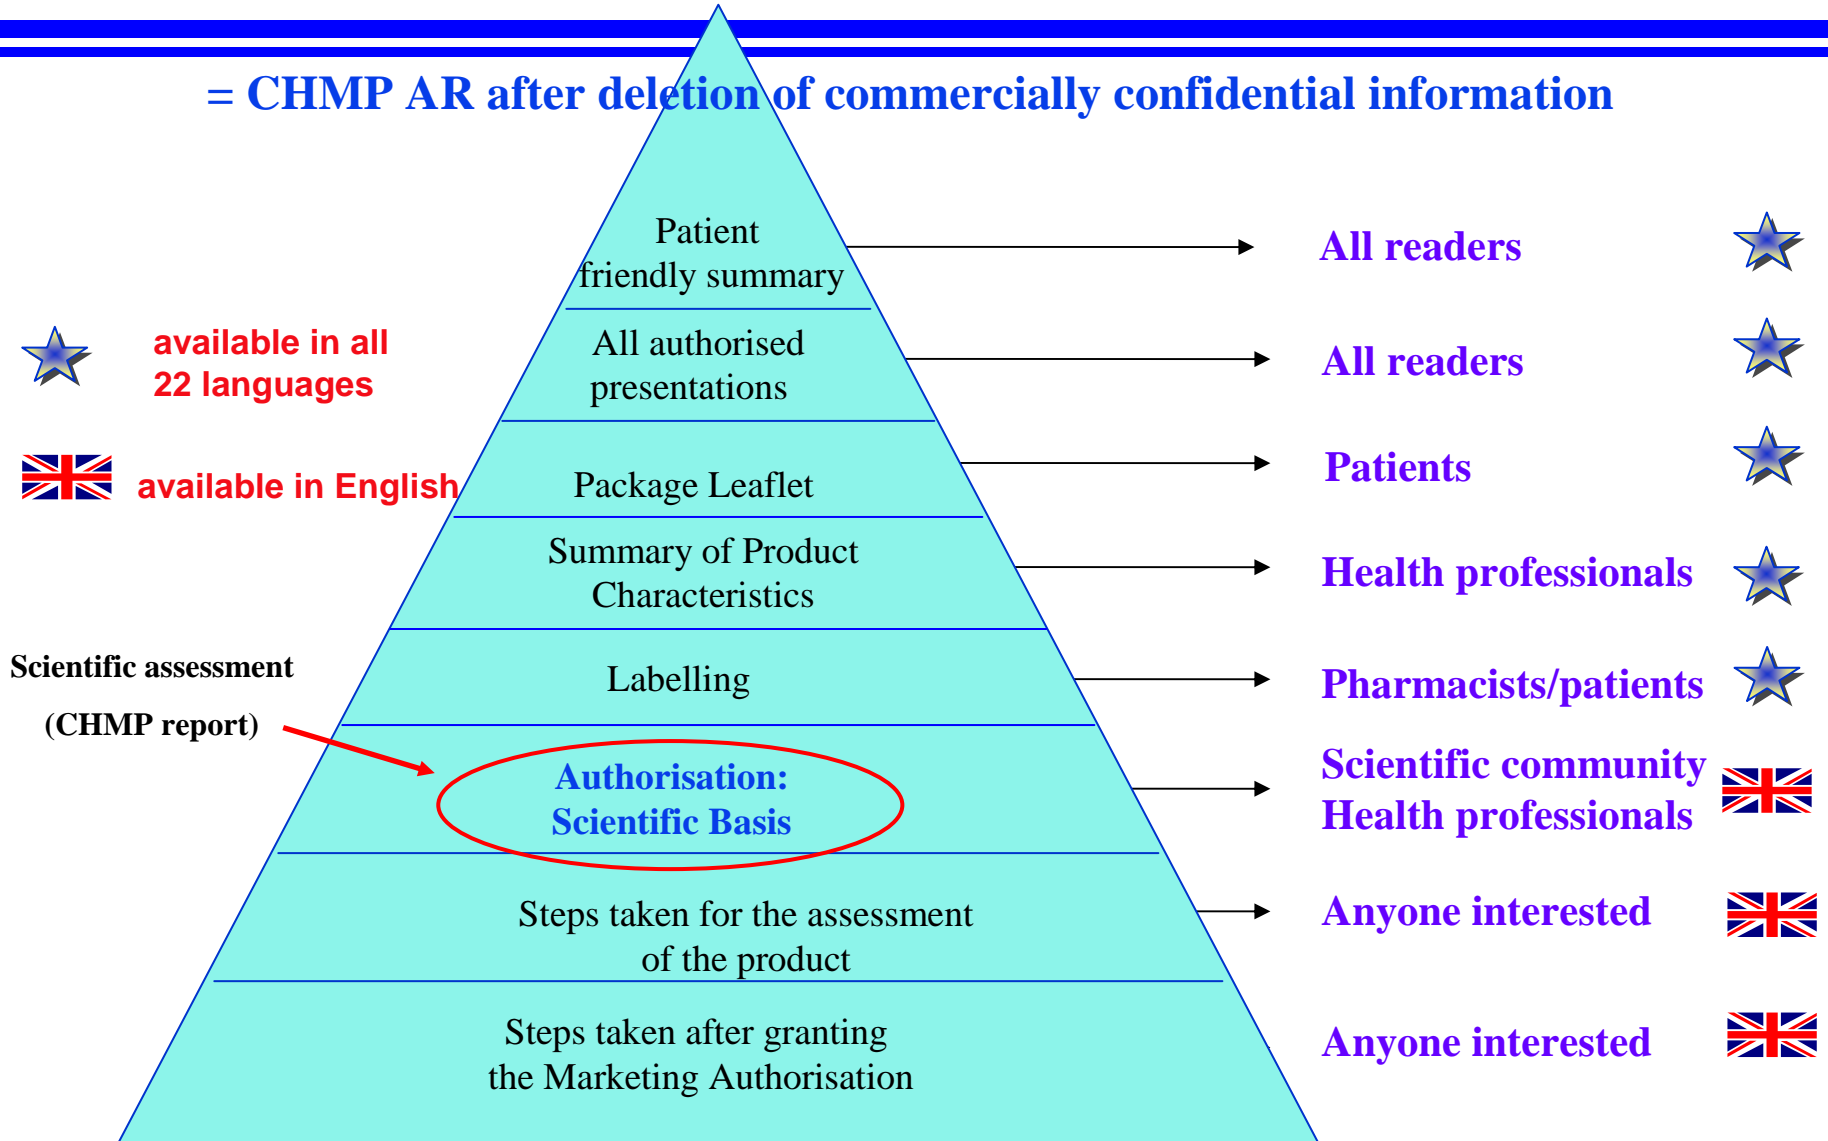 = CHMP AR after deletion of commercially confidential information
Patient
friendly summary
All readers
available in all
22 languages
All authorised
presentations
All readers
available in English
Package Leaflet
Patients
Summary of Product
Characteristics
Health professionals
Scientific assessment
(CHMP report)
Labelling
Pharmacists/patients
Authorisation:
Scientific Basis
Scientific community
Health professionals
Steps taken for the assessment
of the product
Anyone interested
Steps taken after granting
the Marketing Authorisation
Anyone interested